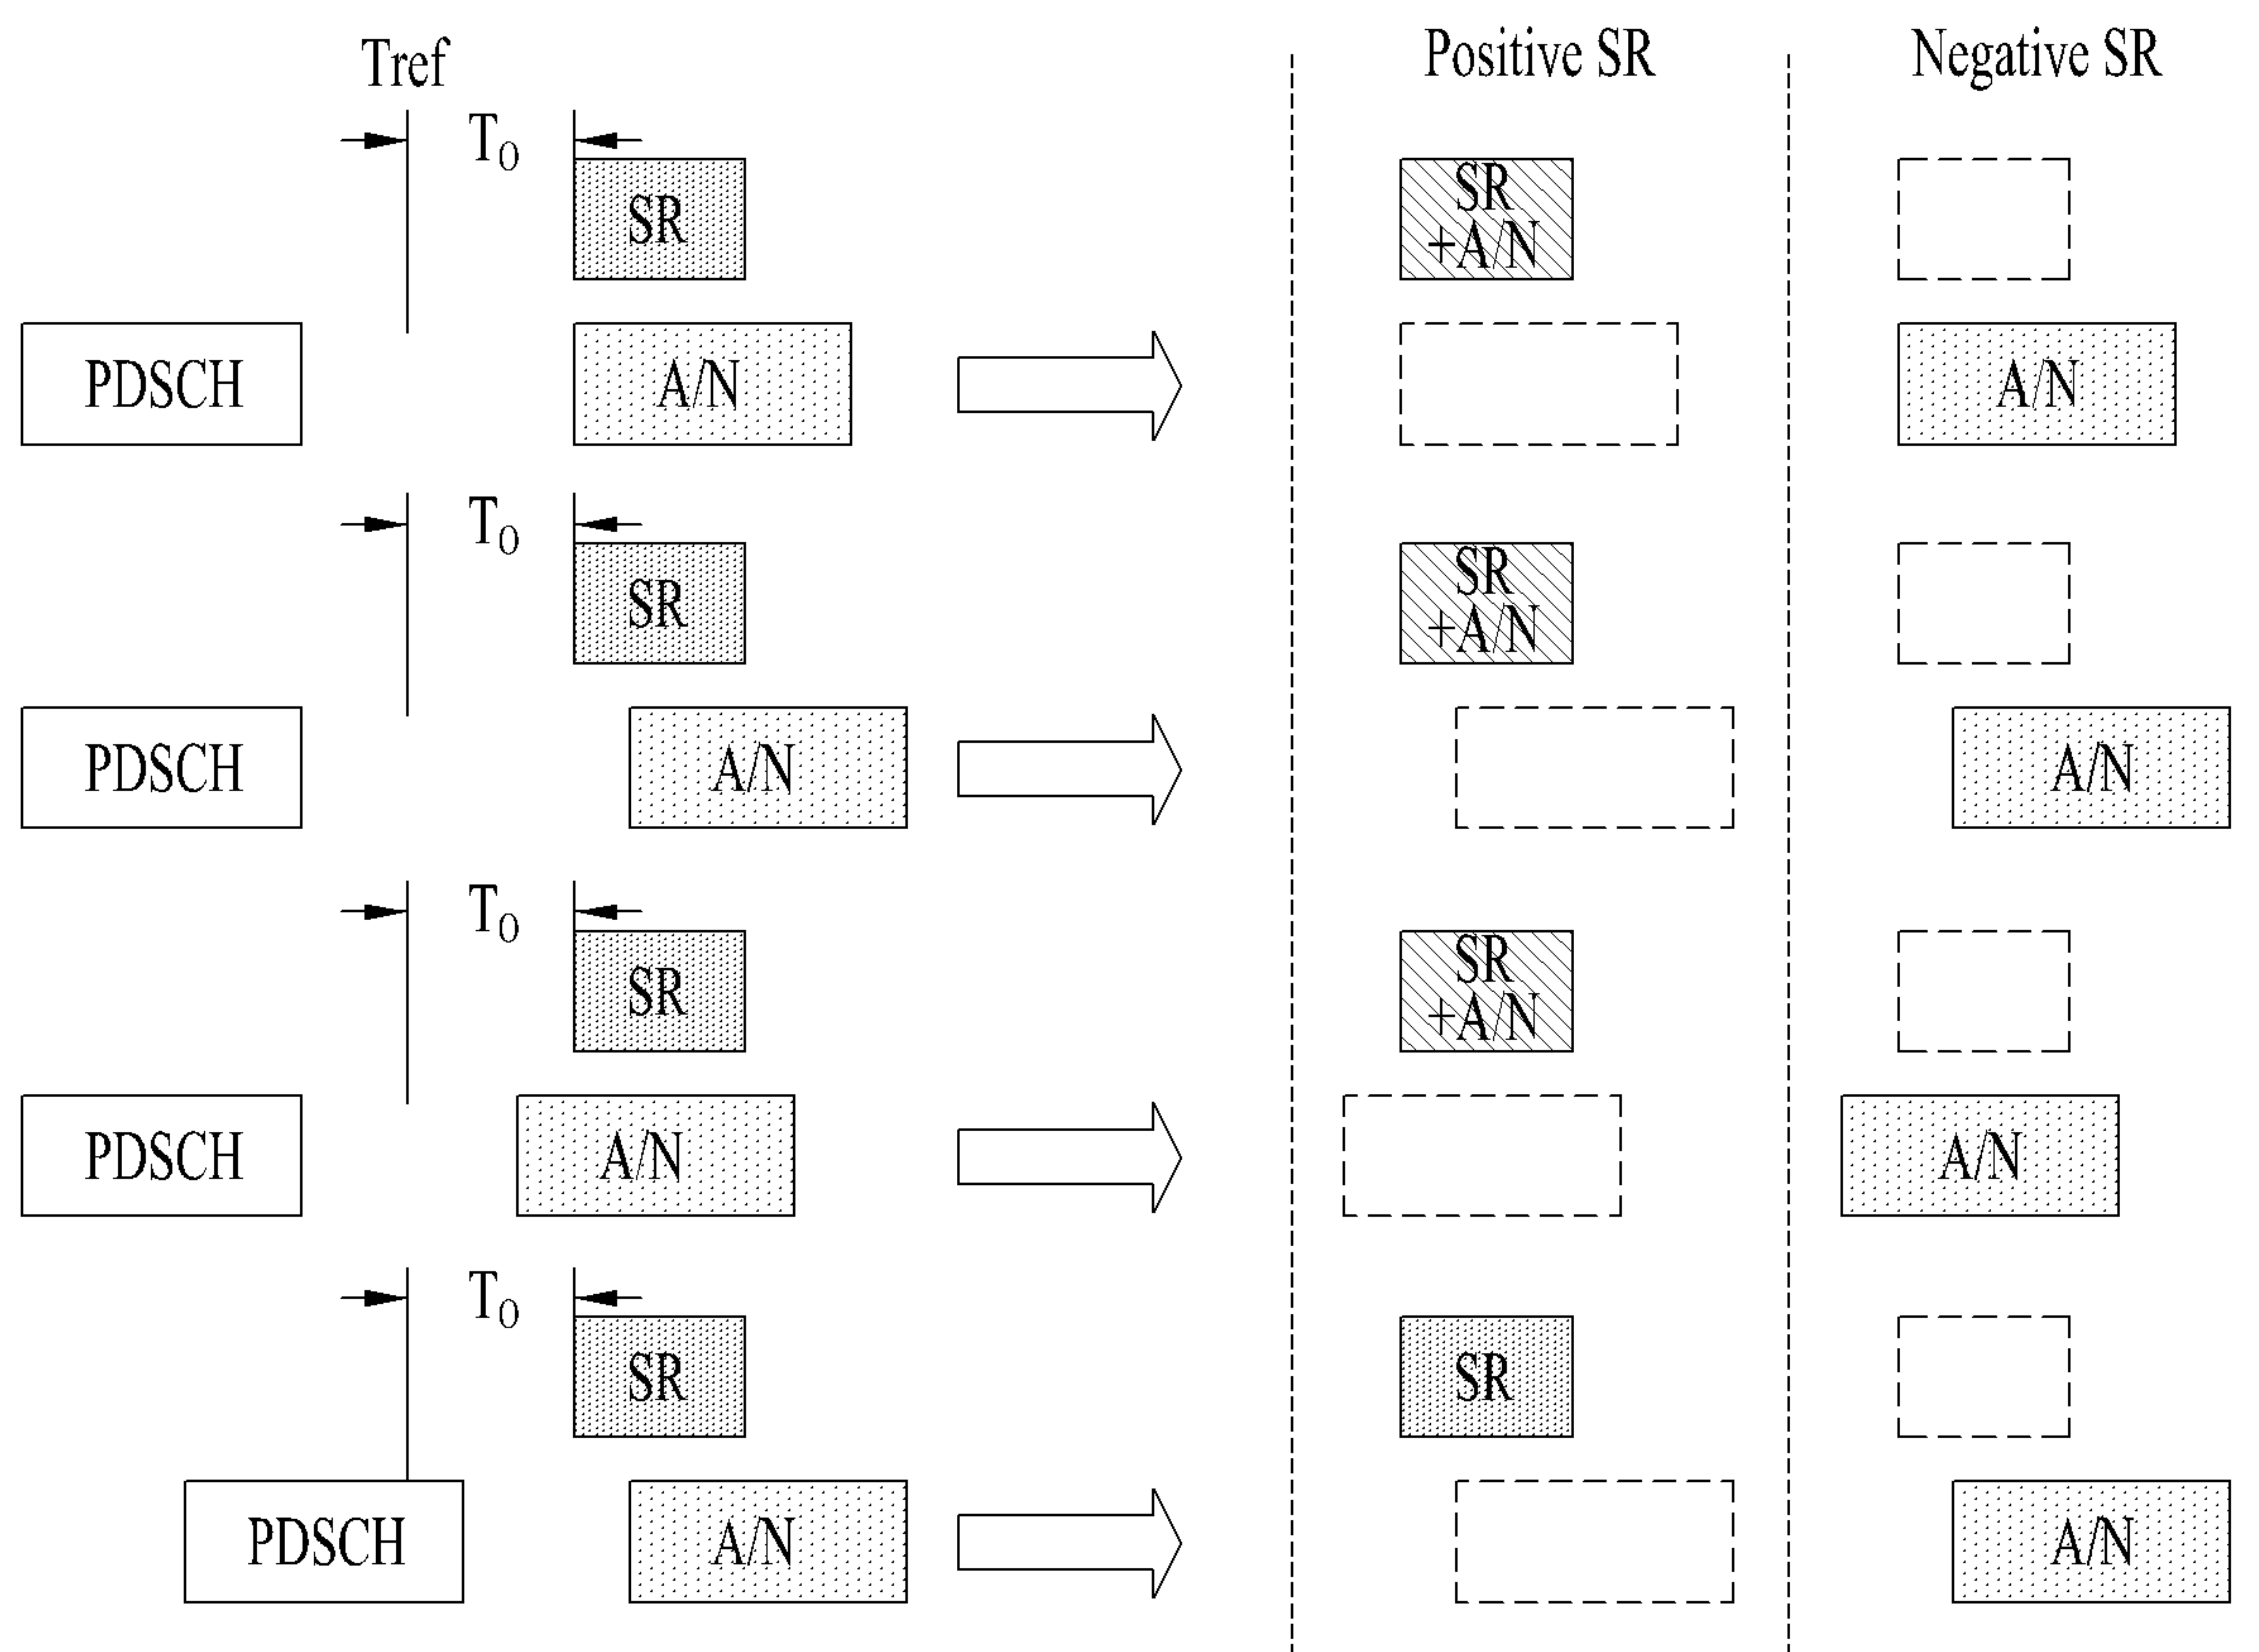 Tref
Positive SR
Negative SR
T0
SR
SR
+A/N
PDSCH
A/N
A/N
T0
SR
SR
+A/N
PDSCH
A/N
A/N
T0
SR
SR
+A/N
PDSCH
A/N
A/N
T0
SR
SR
PDSCH
A/N
A/N